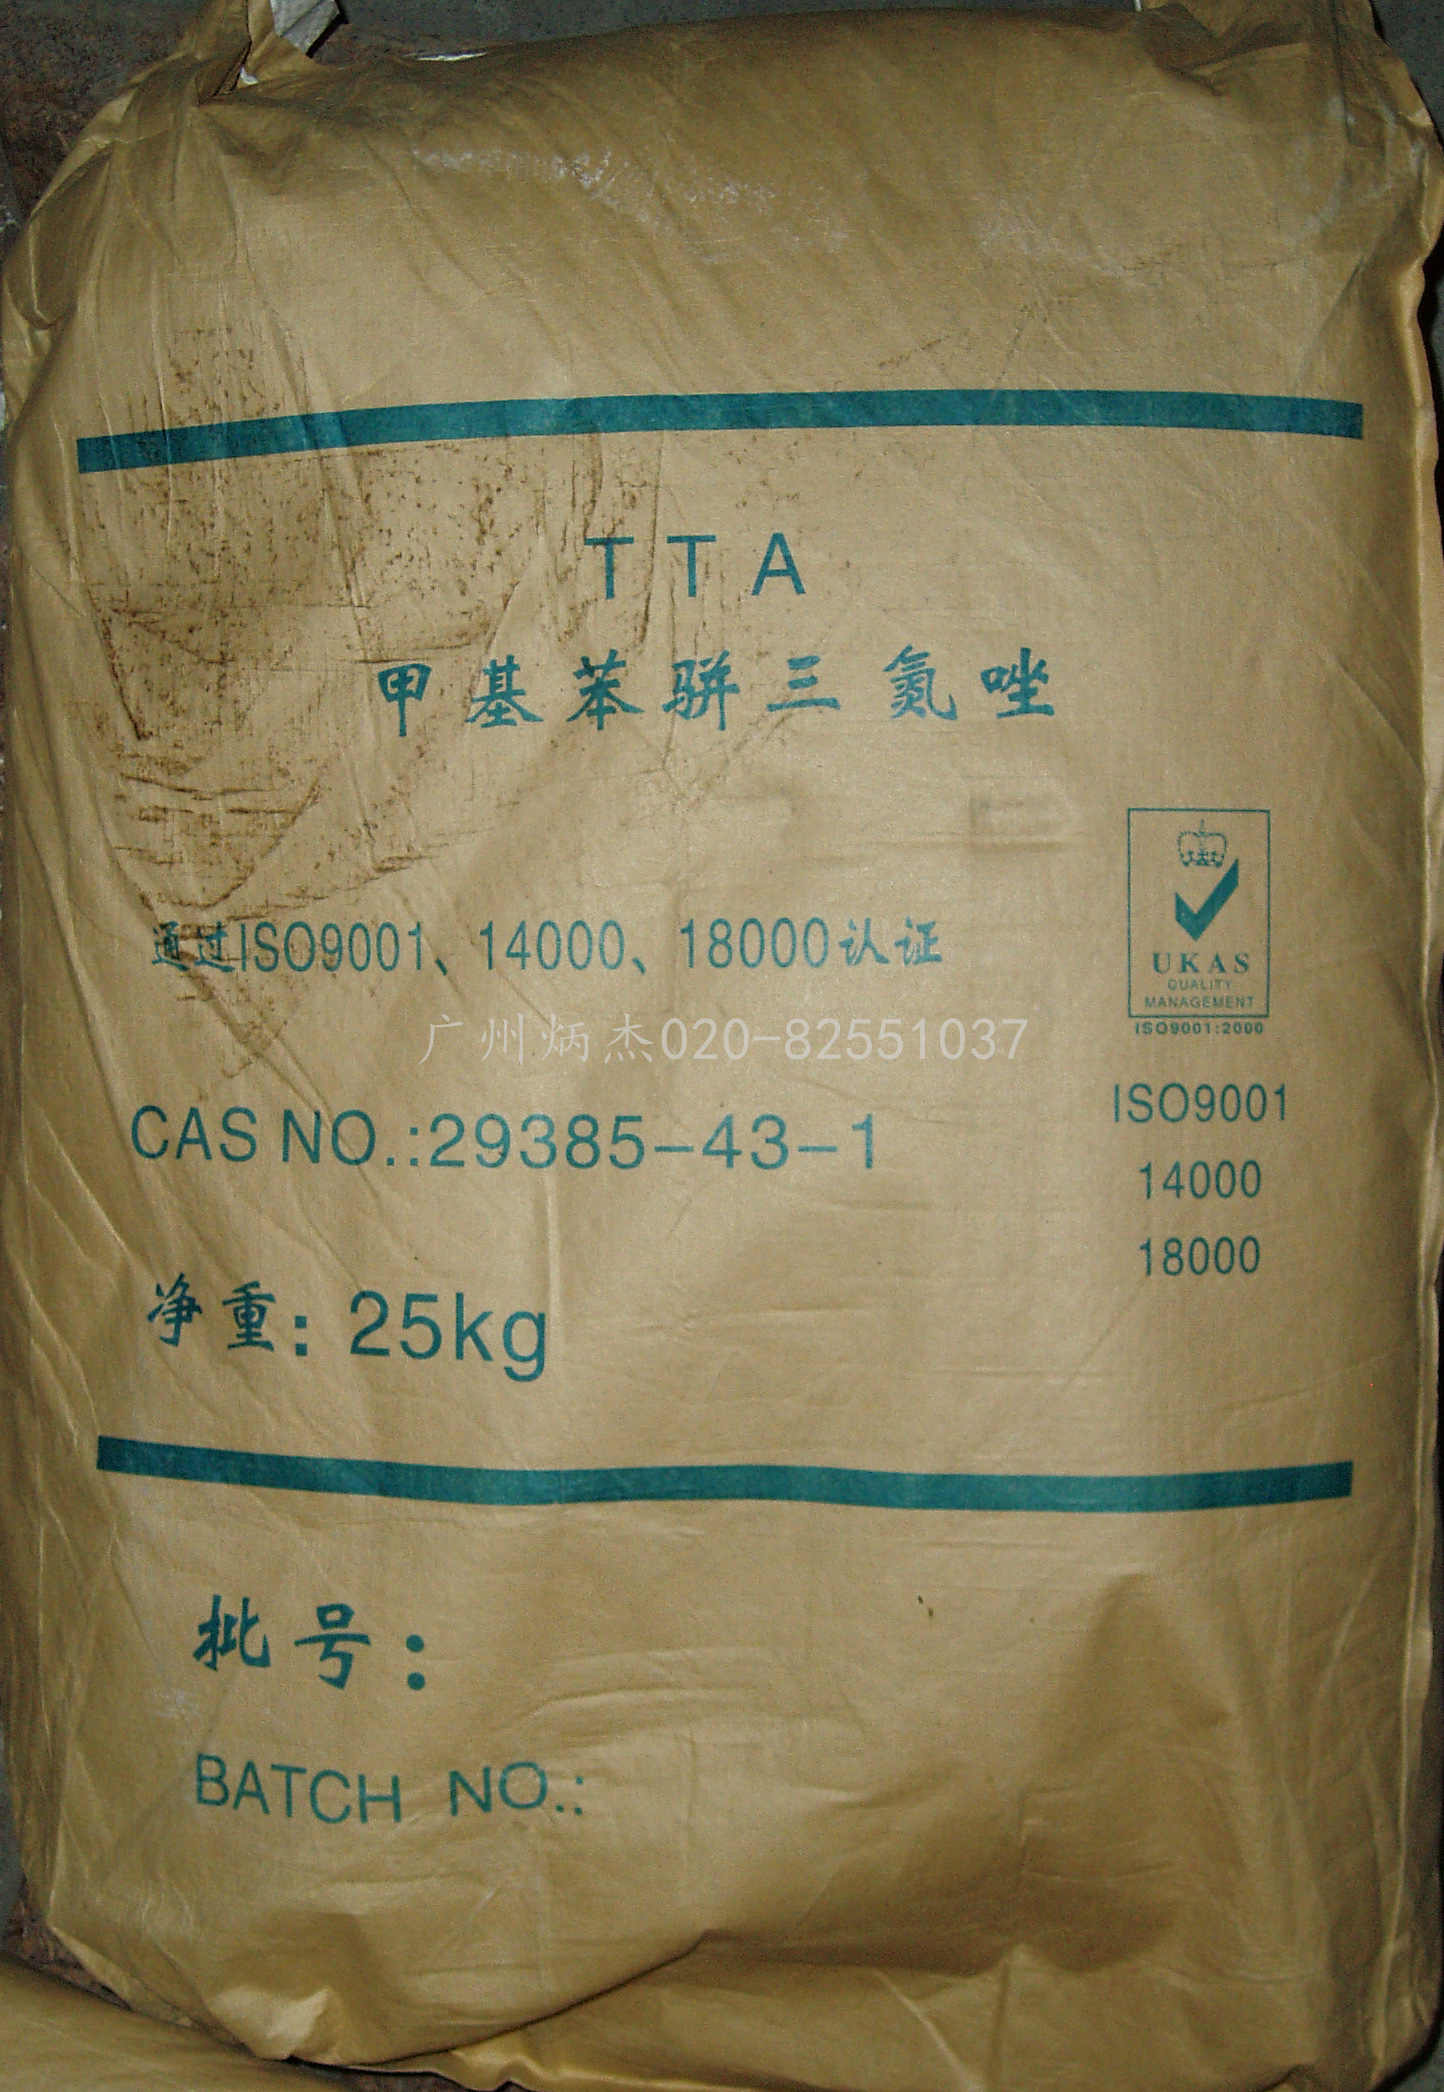 TTA
甲基苯骈三氮唑
通过ISO9001、14000、18000认证
UKAS
QUALITY
MANAGEMENT
ISO9001:2000
广州炳杰020-82551037
CAS NO.:29385-43-1
ISO9001
14000
18000
净重：25kg
批号：
BATCH NO.: